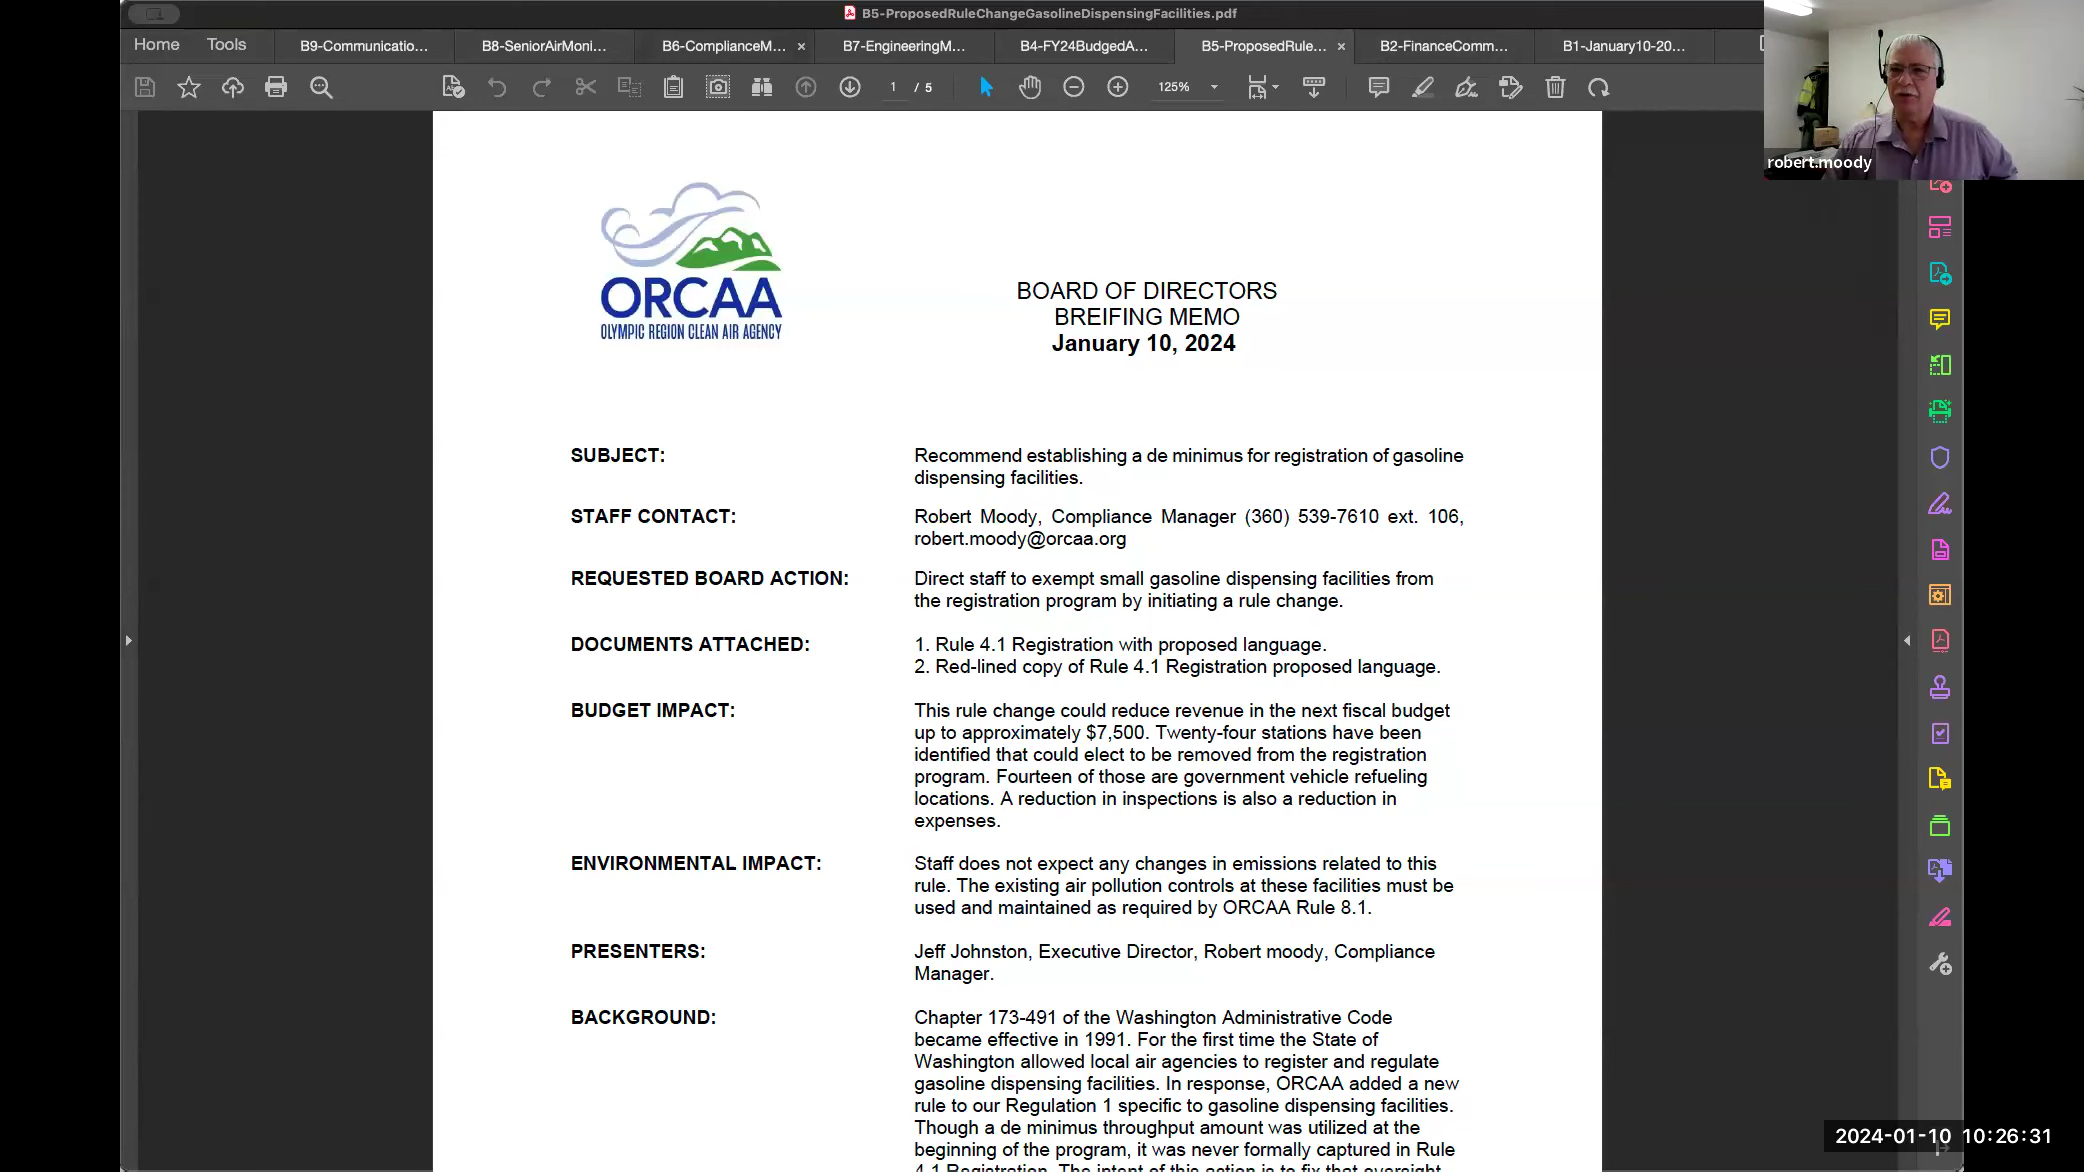 B5-ProposedRuleChangeGasolineDispensingFacilities.pdf
Home Tools B9-Communicatio... B8-SeniorAirMoni... B6-ComplianceM... × B7-EngineeringM... B4-FY24BudgedA... B5-ProposedRule... × B2-FinanceComm... B1-January10-20...
1 / 5 125%
robert.moody
ORCAA
OLYMPIC REGION CLEAN AIR AGENCY
BOARD OF DIRECTORS
BREIFING MEMO
January 10, 2024
SUBJECT: Recommend establishing a de minimus for registration of gasoline
dispensing facilities.
STAFF CONTACT: Robert Moody, Compliance Manager (360) 539-7610 ext. 106,
robert.moody@orcaa.org
REQUESTED BOARD ACTION: Direct staff to exempt small gasoline dispensing facilities from
the registration program by initiating a rule change.
DOCUMENTS ATTACHED: 1. Rule 4.1 Registration with proposed language.
2. Red-lined copy of Rule 4.1 Registration proposed language.
BUDGET IMPACT: This rule change could reduce revenue in the next fiscal budget
up to approximately $7,500. Twenty-four stations have been
identified that could elect to be removed from the registration
program. Fourteen of those are government vehicle refueling
locations. A reduction in inspections is also a reduction in
expenses.
ENVIRONMENTAL IMPACT: Staff does not expect any changes in emissions related to this
rule. The existing air pollution controls at these facilities must be
used and maintained as required by ORCAA Rule 8.1.
PRESENTERS: Jeff Johnston, Executive Director, Robert moody, Compliance
Manager.
BACKGROUND: Chapter 173-491 of the Washington Administrative Code
became effective in 1991. For the first time the State of
Washington allowed local air agencies to register and regulate
gasoline dispensing facilities. In response, ORCAA added a new
rule to our Regulation 1 specific to gasoline dispensing facilities.
Though a de minimus throughput amount was utilized at the
beginning of the program, it was never formally captured in Rule
4.1 Registration. The intent of this action is to fix that oversight
2024-01-10 10:26:31